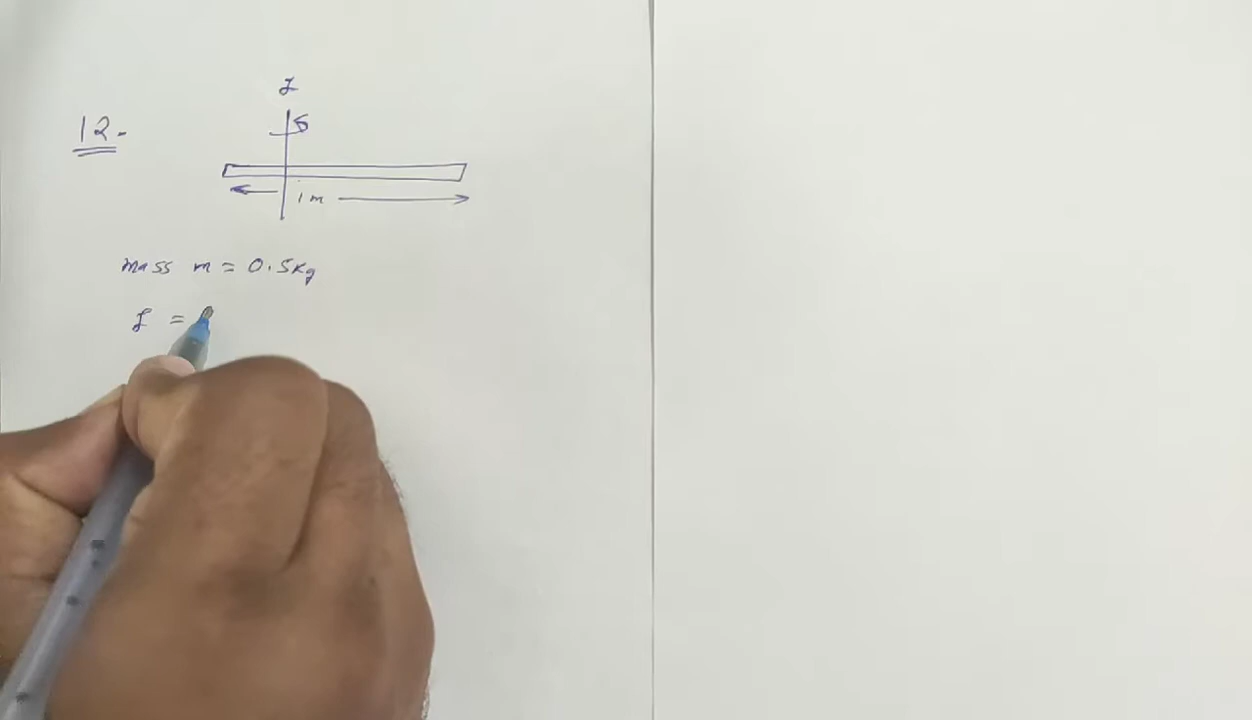 I
12.
1m
mass m = 0.5kg
I =